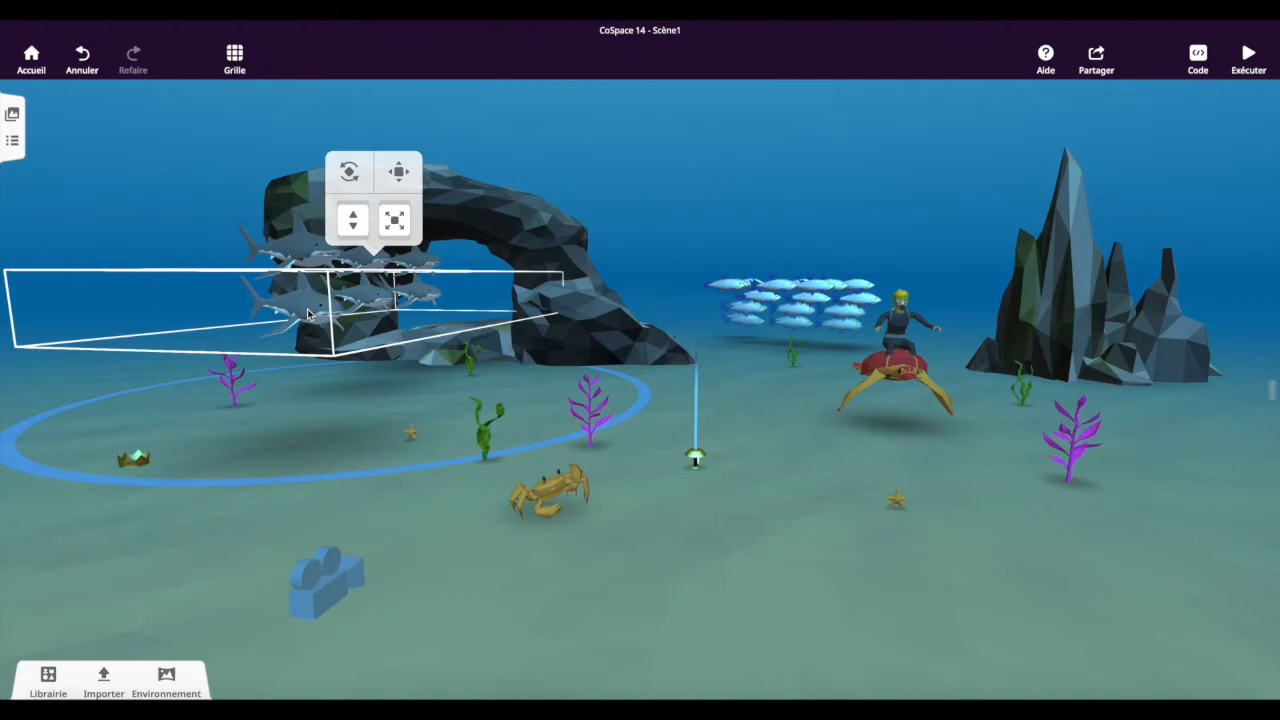 CoSpace 14 - Scène1
Accueil
Annuler
Refaire
Grille
Aide
Partager
Code
Exécuter
Librairie
Importer
Environnement